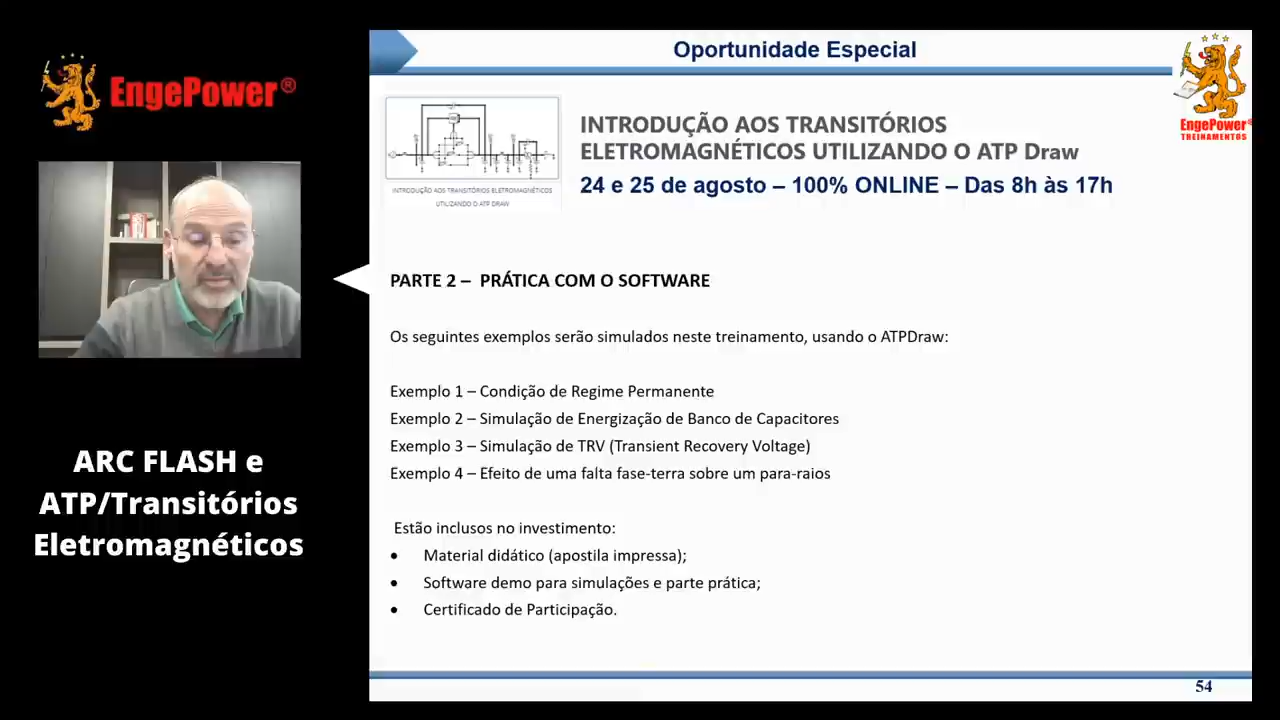 EngePower®
ARC FLASH e
ATP/Transitórios
Eletromagnéticos
Oportunidade Especial
EngePower
TREINAMENTOS
INTRODUÇÃO AOS TRANSITÓRIOS ELETROMAGNÉTICOS
UTILIZANDO O ATP DRAW
INTRODUÇÃO AOS TRANSITÓRIOS
ELETROMAGNÉTICOS UTILIZANDO O ATP Draw
24 e 25 de agosto – 100% ONLINE – Das 8h às 17h
PARTE 2 – PRÁTICA COM O SOFTWARE
Os seguintes exemplos serão simulados neste treinamento, usando o ATPDraw:
Exemplo 1 – Condição de Regime Permanente
Exemplo 2 – Simulação de Energização de Banco de Capacitores
Exemplo 3 – Simulação de TRV (Transient Recovery Voltage)
Exemplo 4 – Efeito de uma falta fase-terra sobre um para-raios
Estão inclusos no investimento:
• Material didático (apostila impressa);
• Software demo para simulações e parte prática;
• Certificado de Participação.
54